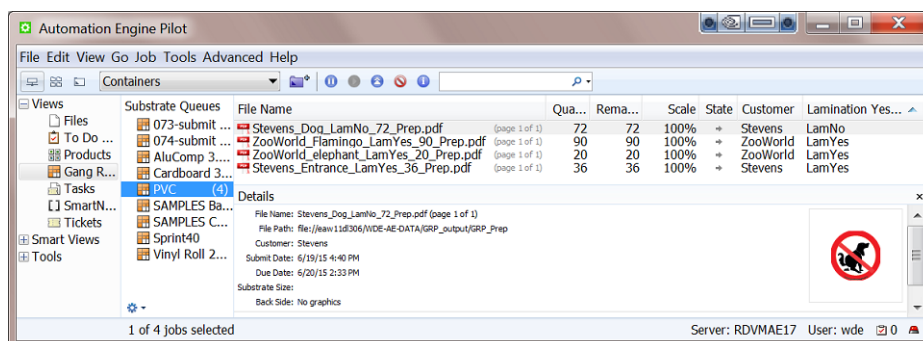 Automation Engine Pilot
File Edit View Go Job Tools Advanced Help
Containers
Views
Files
To Do ...
Products
Gang R...
Tasks
SmartN...
Tickets
Smart Views
Tools
Substrate Queues
073-submit ...
074-submit ...
AluComp 3....
Cardboard 3...
PVC (4)
SAMPLES Ba...
SAMPLES C...
Sprint40
Vinyl Roll 2...
File Name Qua... Rema... Scale State Customer Lamination Yes...
Stevens_Dog_LamNo_72_Prep.pdf (page 1 of 1) 72 72 100% Stevens LamNo
ZooWorld_Flamingo_LamYes_90_Prep.pdf (page 1 of 1) 90 90 100% ZooWorld LamYes
ZooWorld_elephant_LamYes_20_Prep.pdf (page 1 of 1) 20 20 100% ZooWorld LamYes
Stevens_Entrance_LamYes_36_Prep.pdf (page 1 of 1) 36 36 100% Stevens LamYes
Details
File Name: Stevens_Dog_LamNo_72_Prep.pdf (page 1 of 1)
File Path: file://eaw11dl306/WDE-AE-DATA/GRP_output/GRP_Prep
Customer: Stevens
Submit Date: 6/19/15 4:40 PM
Due Date: 6/20/15 2:33 PM
Substrate Size:
Back Side: No graphics
1 of 4 jobs selected
Server: RDVMAE17 User: wde 0